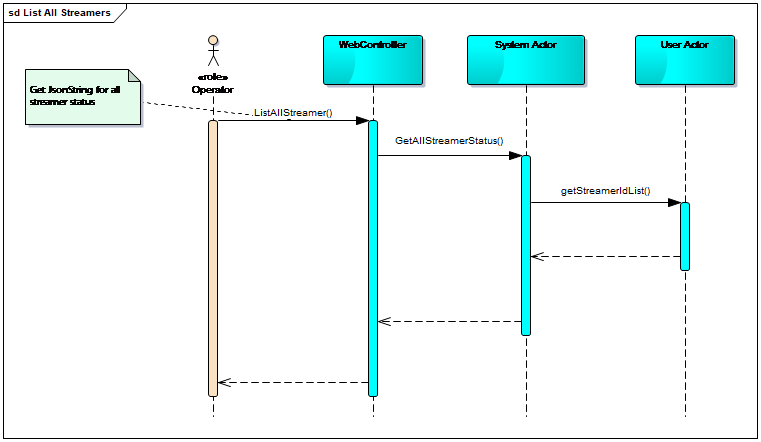 sd List All Streamers
WebController
System Actor
User Actor
«role»
Operator
Get JsonString for all
streamer status
.ListAllStreamer()
GetAllStreamerStatus()
getStreamerIdList()